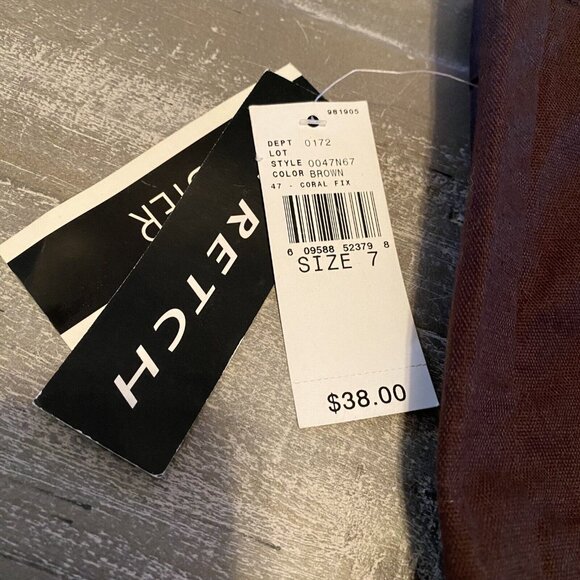 981905
DEPT 0172
LOT
STYLE 0047N67
COLOR BROWN
47 - CORAL FIX
6 09588 52379 8
SIZE 7
$38.00
RETCH